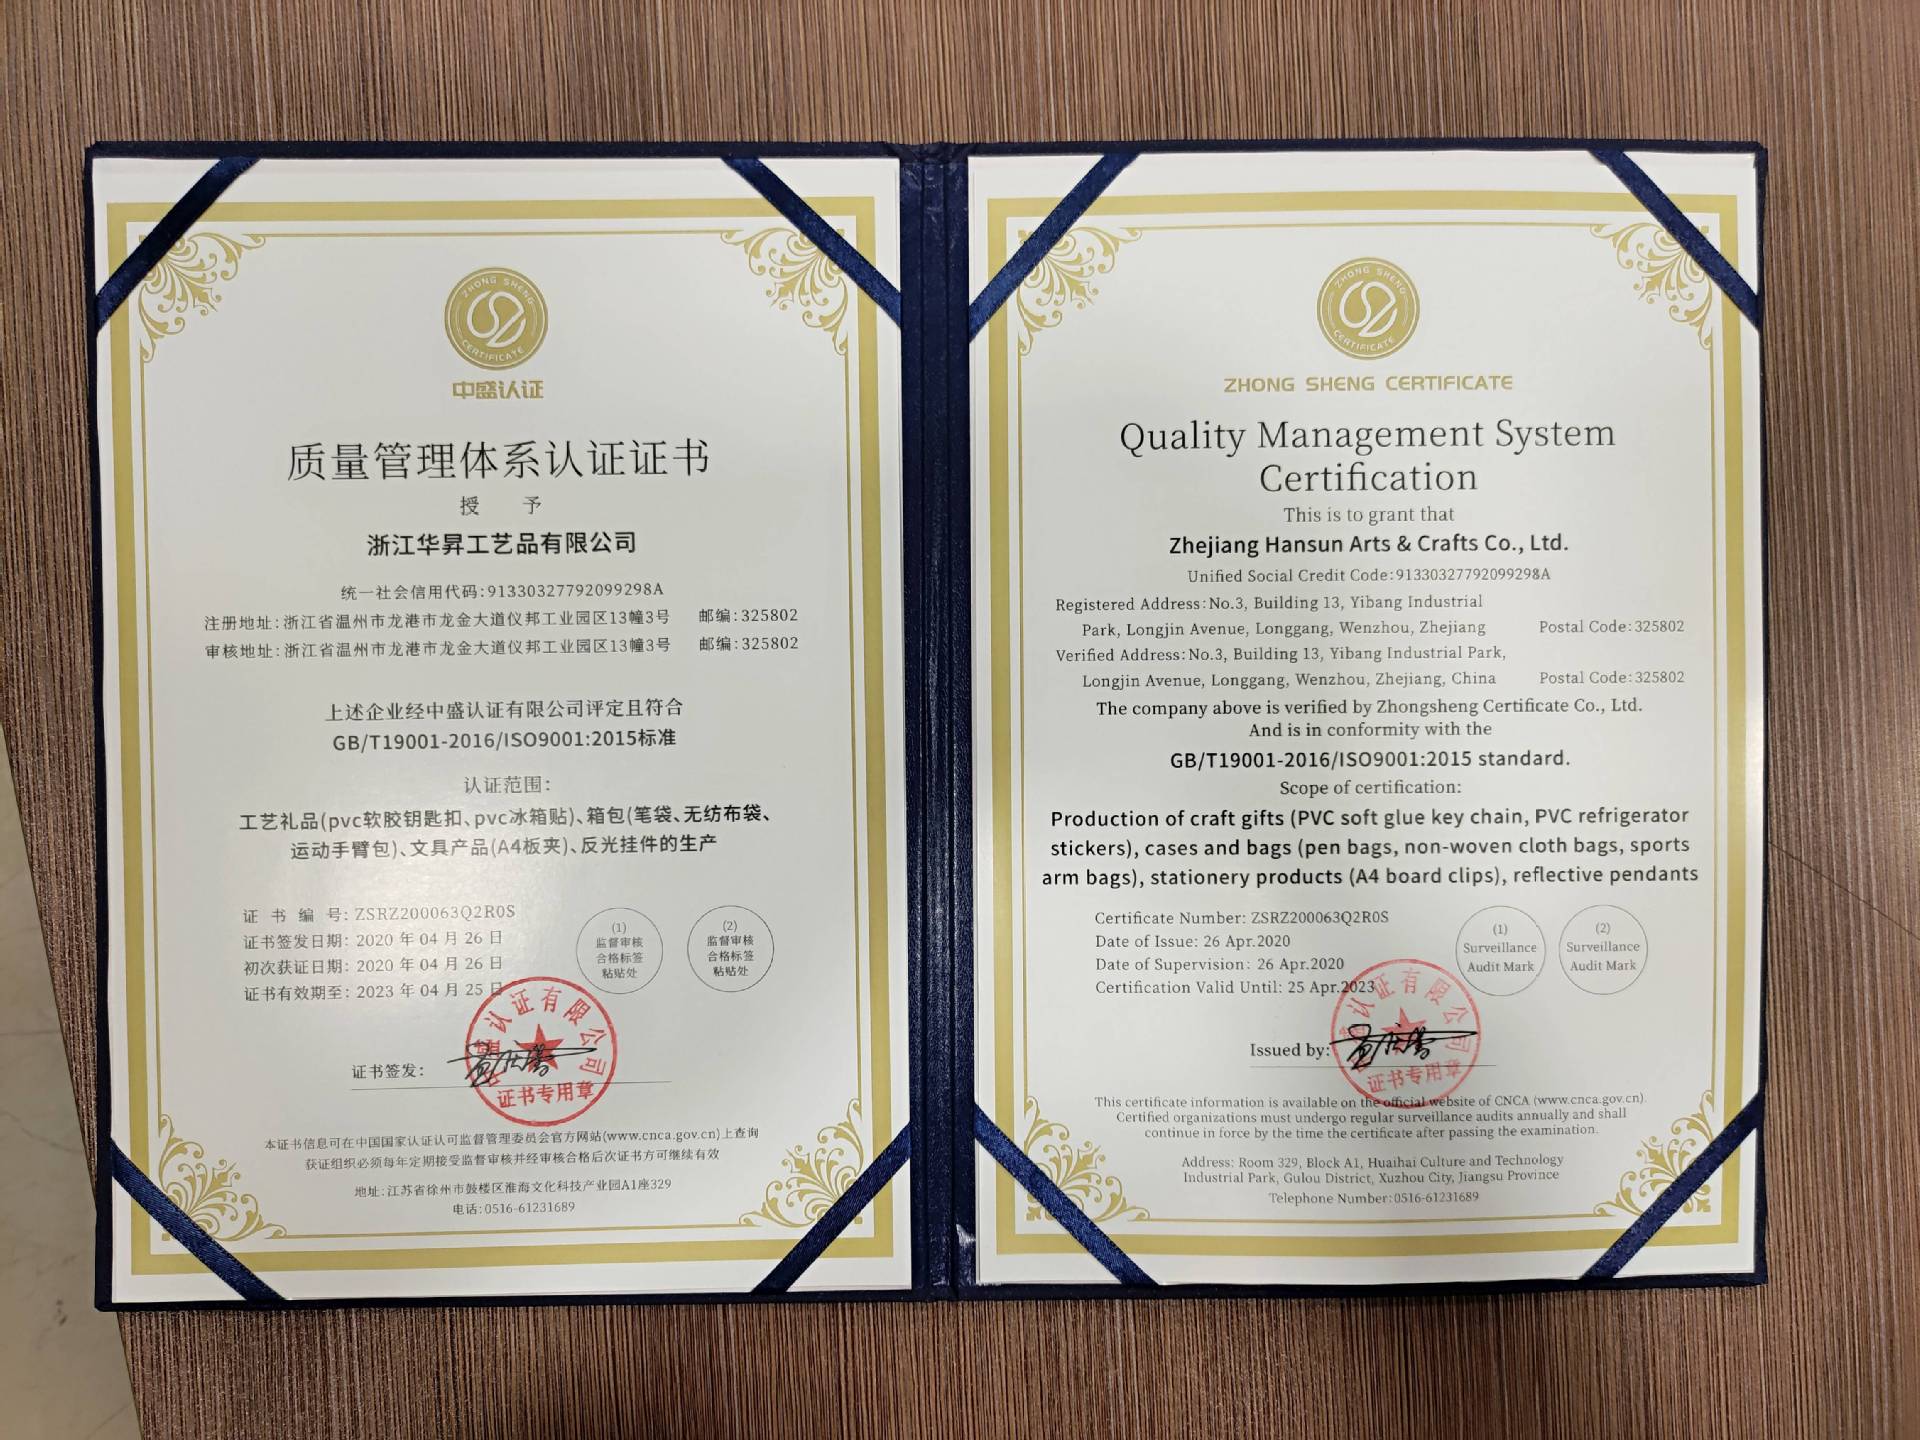 ZHONG SHENG
CERTIFICATE
中盛认证
质量管理体系认证证书
授 予
浙江华昇工艺品有限公司
统一社会信用代码:91330327792099298A
注册地址:浙江省温州市龙港市龙金大道仪邦工业园区13幢3号 邮编:325802
审核地址:浙江省温州市龙港市龙金大道仪邦工业园区13幢3号 邮编:325802
上述企业经中盛认证有限公司评定且符合
GB/T19001-2016/ISO9001:2015标准
认证范围:
工艺礼品(pvc软胶钥匙扣、pvc冰箱贴)、箱包(笔袋、无纺布袋、
运动手臂包)、文具产品(A4板夹)、反光挂件的生产
证 书 编 号: ZSRZ200063Q2R0S
证书签发日期: 2020 年 04 月 26 日
初次获证日期: 2020 年 04 月 26 日
证书有效期至: 2023 年 04 月 25 日
(1)
监督审核
合格标签
粘贴处
(2)
监督审核
合格标签
粘贴处
证书签发:
盛认证有限公司
证书专用章
本证书信息可在中国国家认证认可监督管理委员会官方网站(www.cnca.gov.cn)上查询
获证组织必须每年定期接受监督审核并经审核合格后次证书方可继续有效
地址:江苏省徐州市鼓楼区淮海文化科技产业园A1座329
电话:0516-61231689
ZHONG SHENG
CERTIFICATE
ZHONG SHENG CERTIFICATE
Quality Management System
Certification
This is to grant that
Zhejiang Hansun Arts & Crafts Co., Ltd.
Unified Social Credit Code:91330327792099298A
Registered Address:No.3, Building 13, Yibang Industrial
Park, Longjin Avenue, Longgang, Wenzhou, Zhejiang Postal Code:325802
Verified Address:No.3, Building 13, Yibang Industrial Park,
Longjin Avenue, Longgang, Wenzhou, Zhejiang, China Postal Code:325802
The company above is verified by Zhongsheng Certificate Co., Ltd.
And is in conformity with the
GB/T19001-2016/ISO9001:2015 standard.
Scope of certification:
Production of craft gifts (PVC soft glue key chain, PVC refrigerator
stickers), cases and bags (pen bags, non-woven cloth bags, sports
arm bags), stationery products (A4 board clips), reflective pendants
Certificate Number: ZSRZ200063Q2R0S
Date of Issue: 26 Apr.2020
Date of Supervision: 26 Apr.2020
Certification Valid Until: 25 Apr.2023
(1)
Surveillance
Audit Mark
(2)
Surveillance
Audit Mark
Issued by:
认证有限公司
证书专用章
This certificate information is available on the official website of CNCA (www.cnca.gov.cn).
Certified organizations must undergo regular surveillance audits annually and shall
continue in force by the time the certificate after passing the examination.
Address: Room 329, Block A1, Huaihai Culture and Technology
Industrial Park, Gulou District, Xuzhou City, Jiangsu Province
Telephone Number:0516-61231689